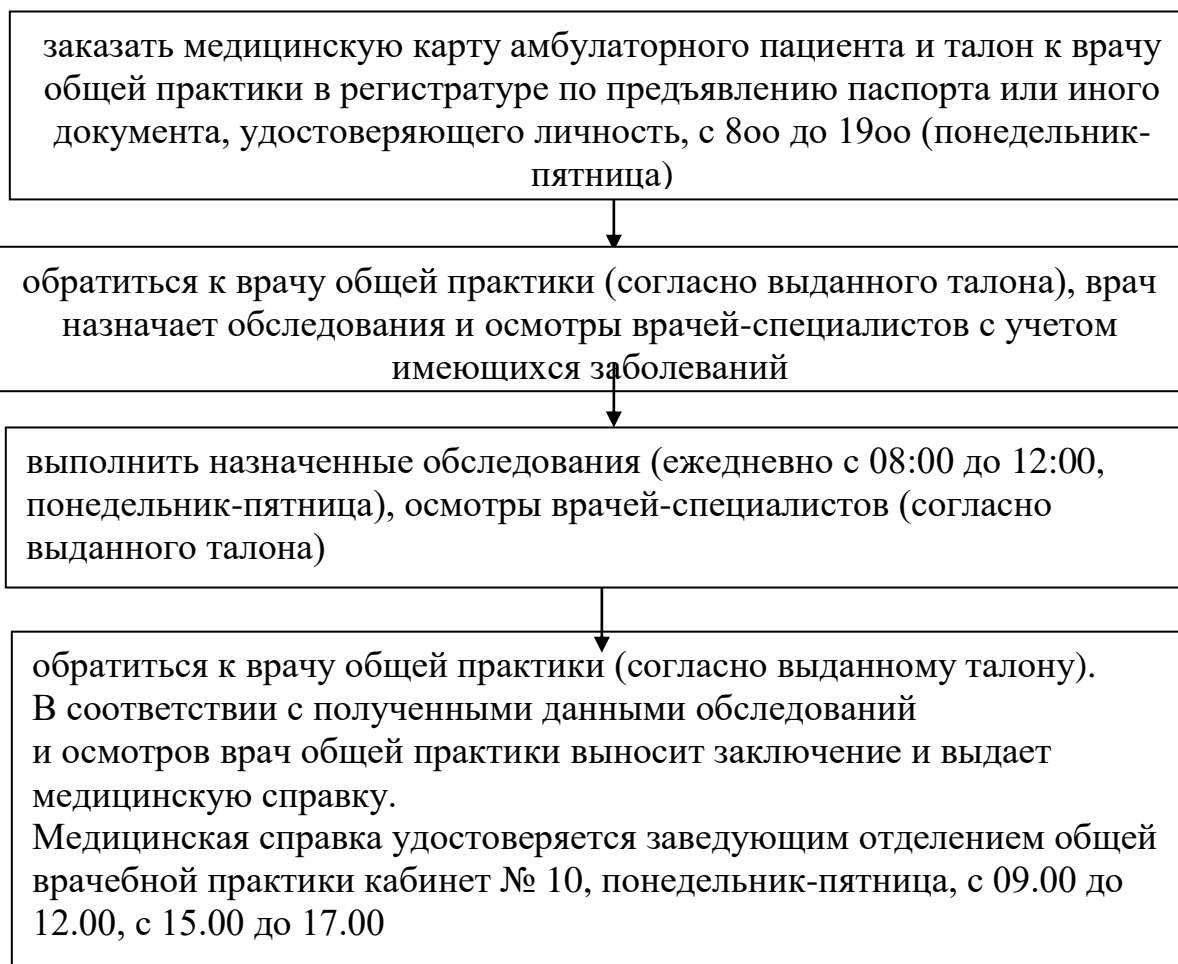 заказать медицинскую карту амбулаторного пациента и талон к врачу
общей практики в регистратуре по предъявлению паспорта или иного
документа, удостоверяющего личность, с 8оо до 19оо (понедельник-
пятница)
обратиться к врачу общей практики (согласно выданного талона), врач
назначает обследования и осмотры врачей-специалистов с учетом
имеющихся заболеваний
выполнить назначенные обследования (ежедневно с 08:00 до 12:00,
понедельник-пятница), осмотры врачей-специалистов (согласно
выданного талона)
обратиться к врачу общей практики (согласно выданному талону).
В соответствии с полученными данными обследований
и осмотров врач общей практики выносит заключение и выдает
медицинскую справку.
Медицинская справка удостоверяется заведующим отделением общей
врачебной практики кабинет № 10, понедельник-пятница, с 09.00 до
12.00, с 15.00 до 17.00